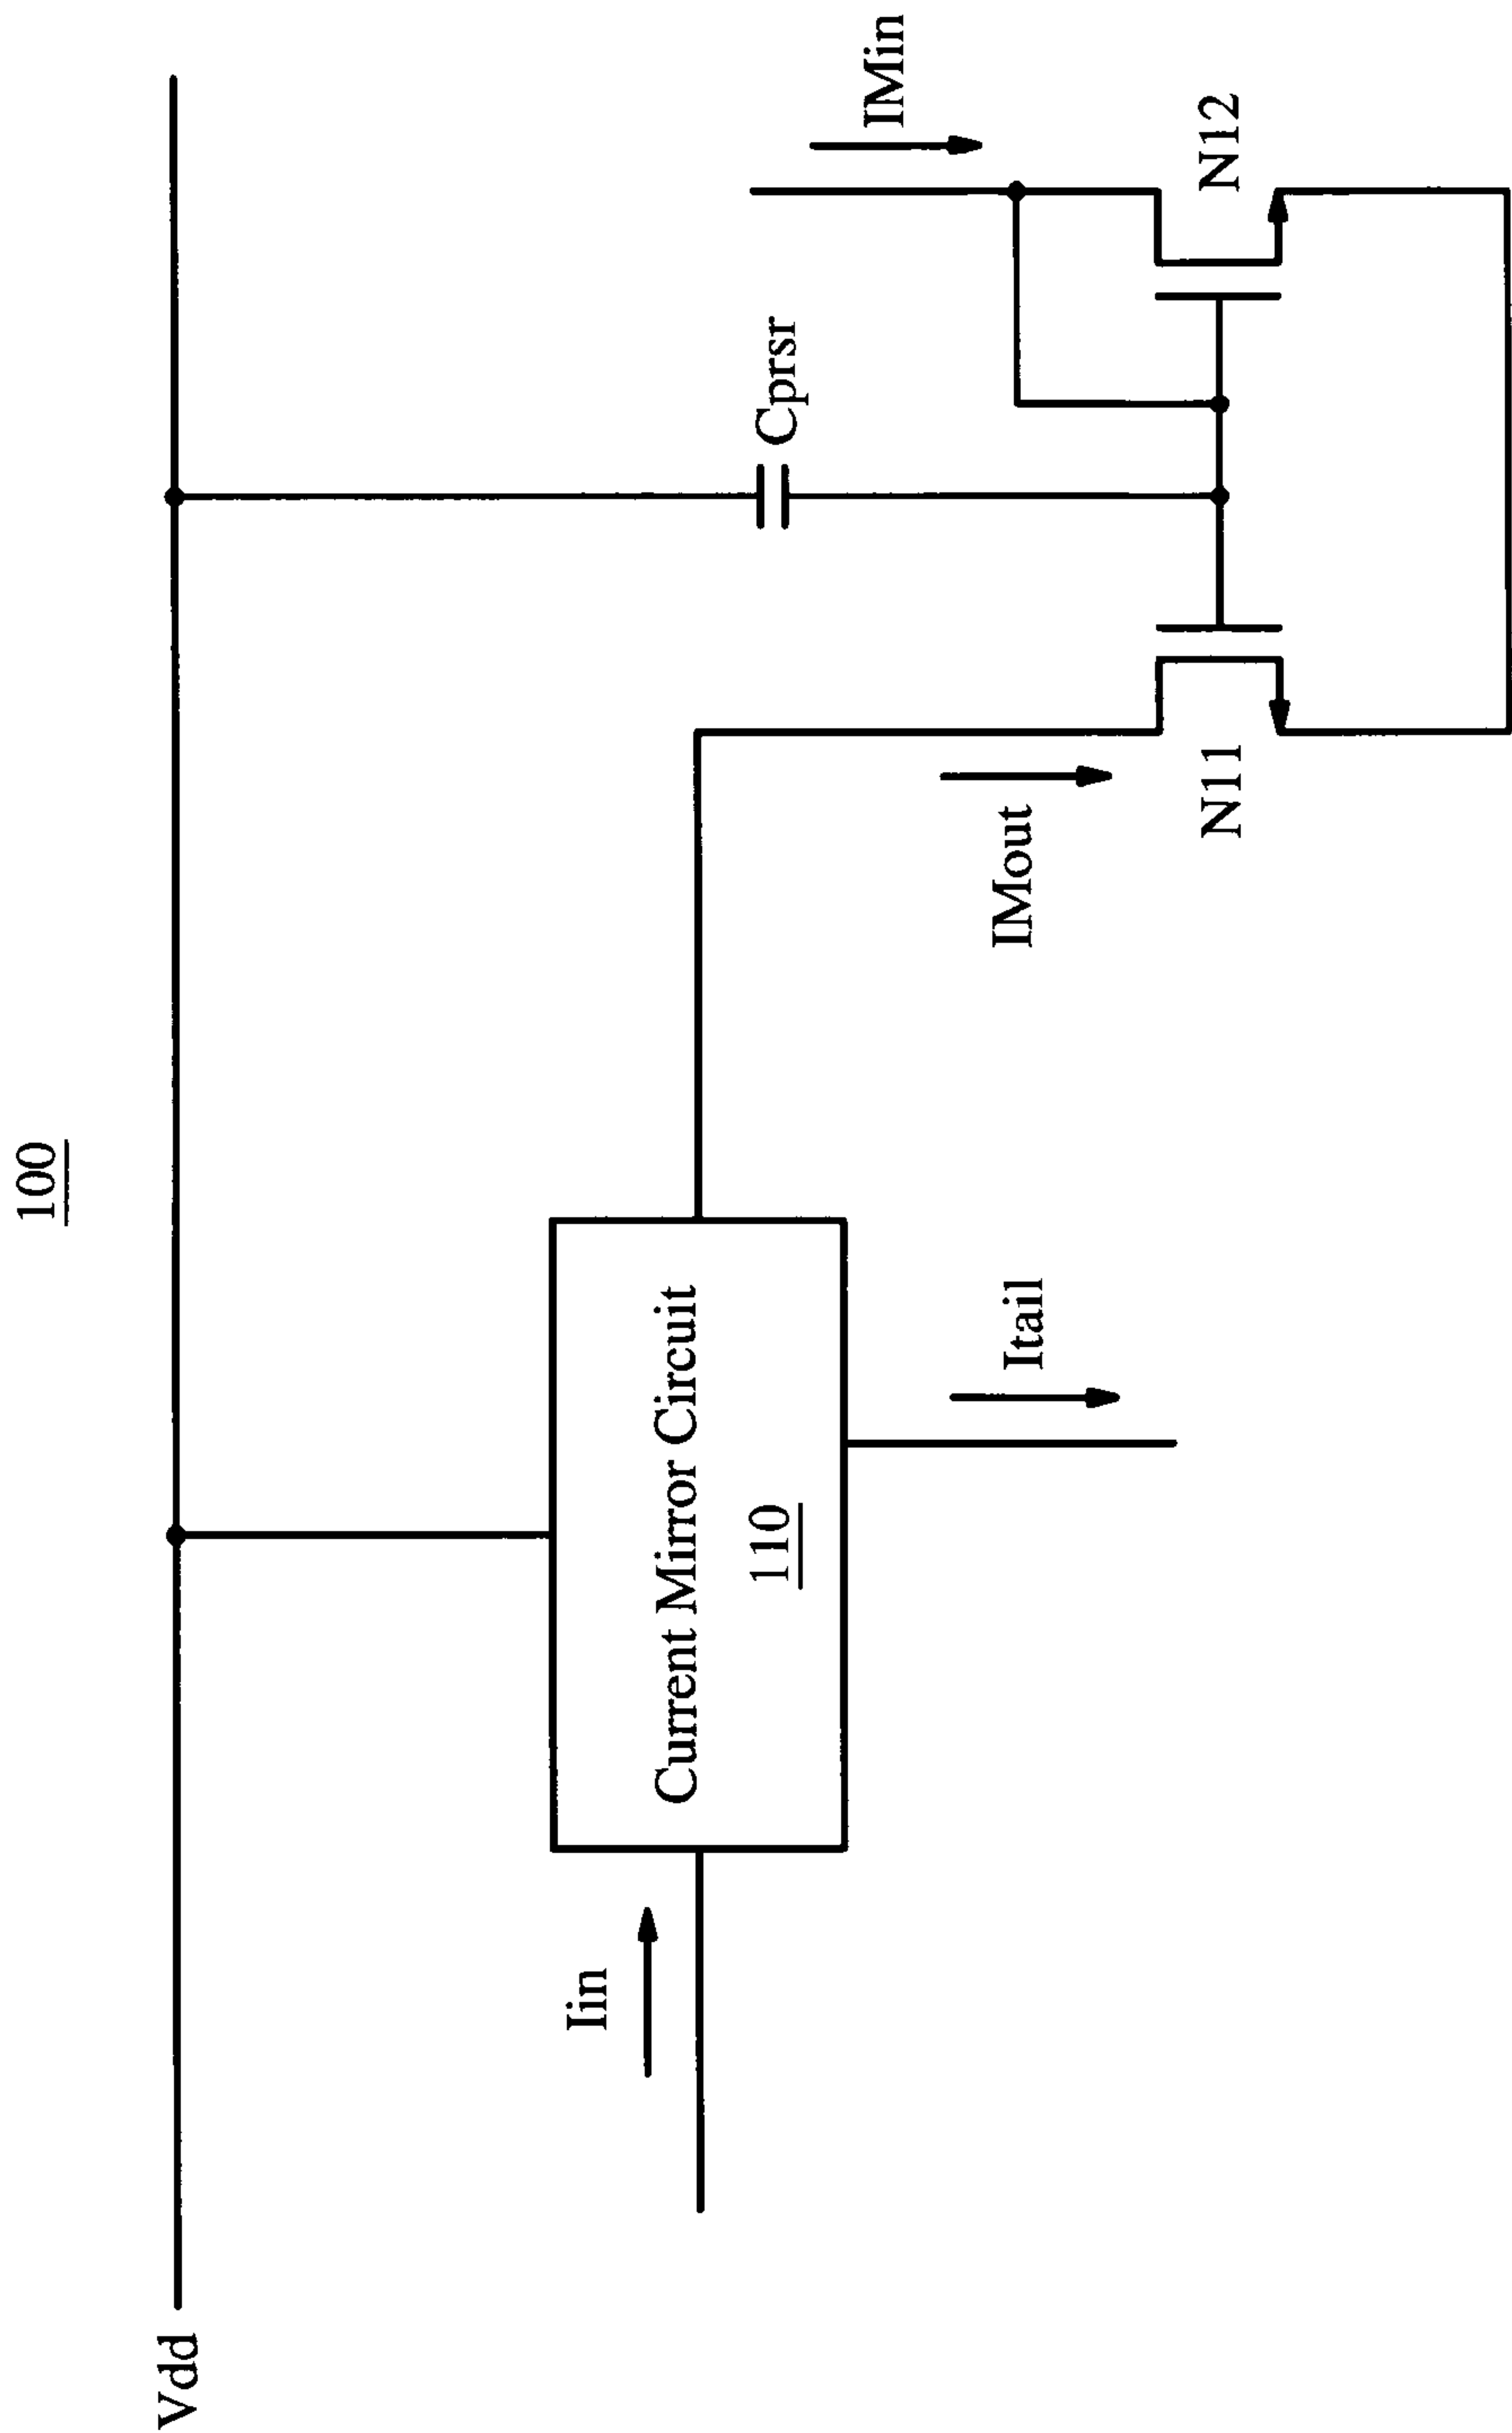 100
Vdd
Cprsr
IMin
Iin
Current Mirror Circuit
110
Itail
IMout
N11
N12